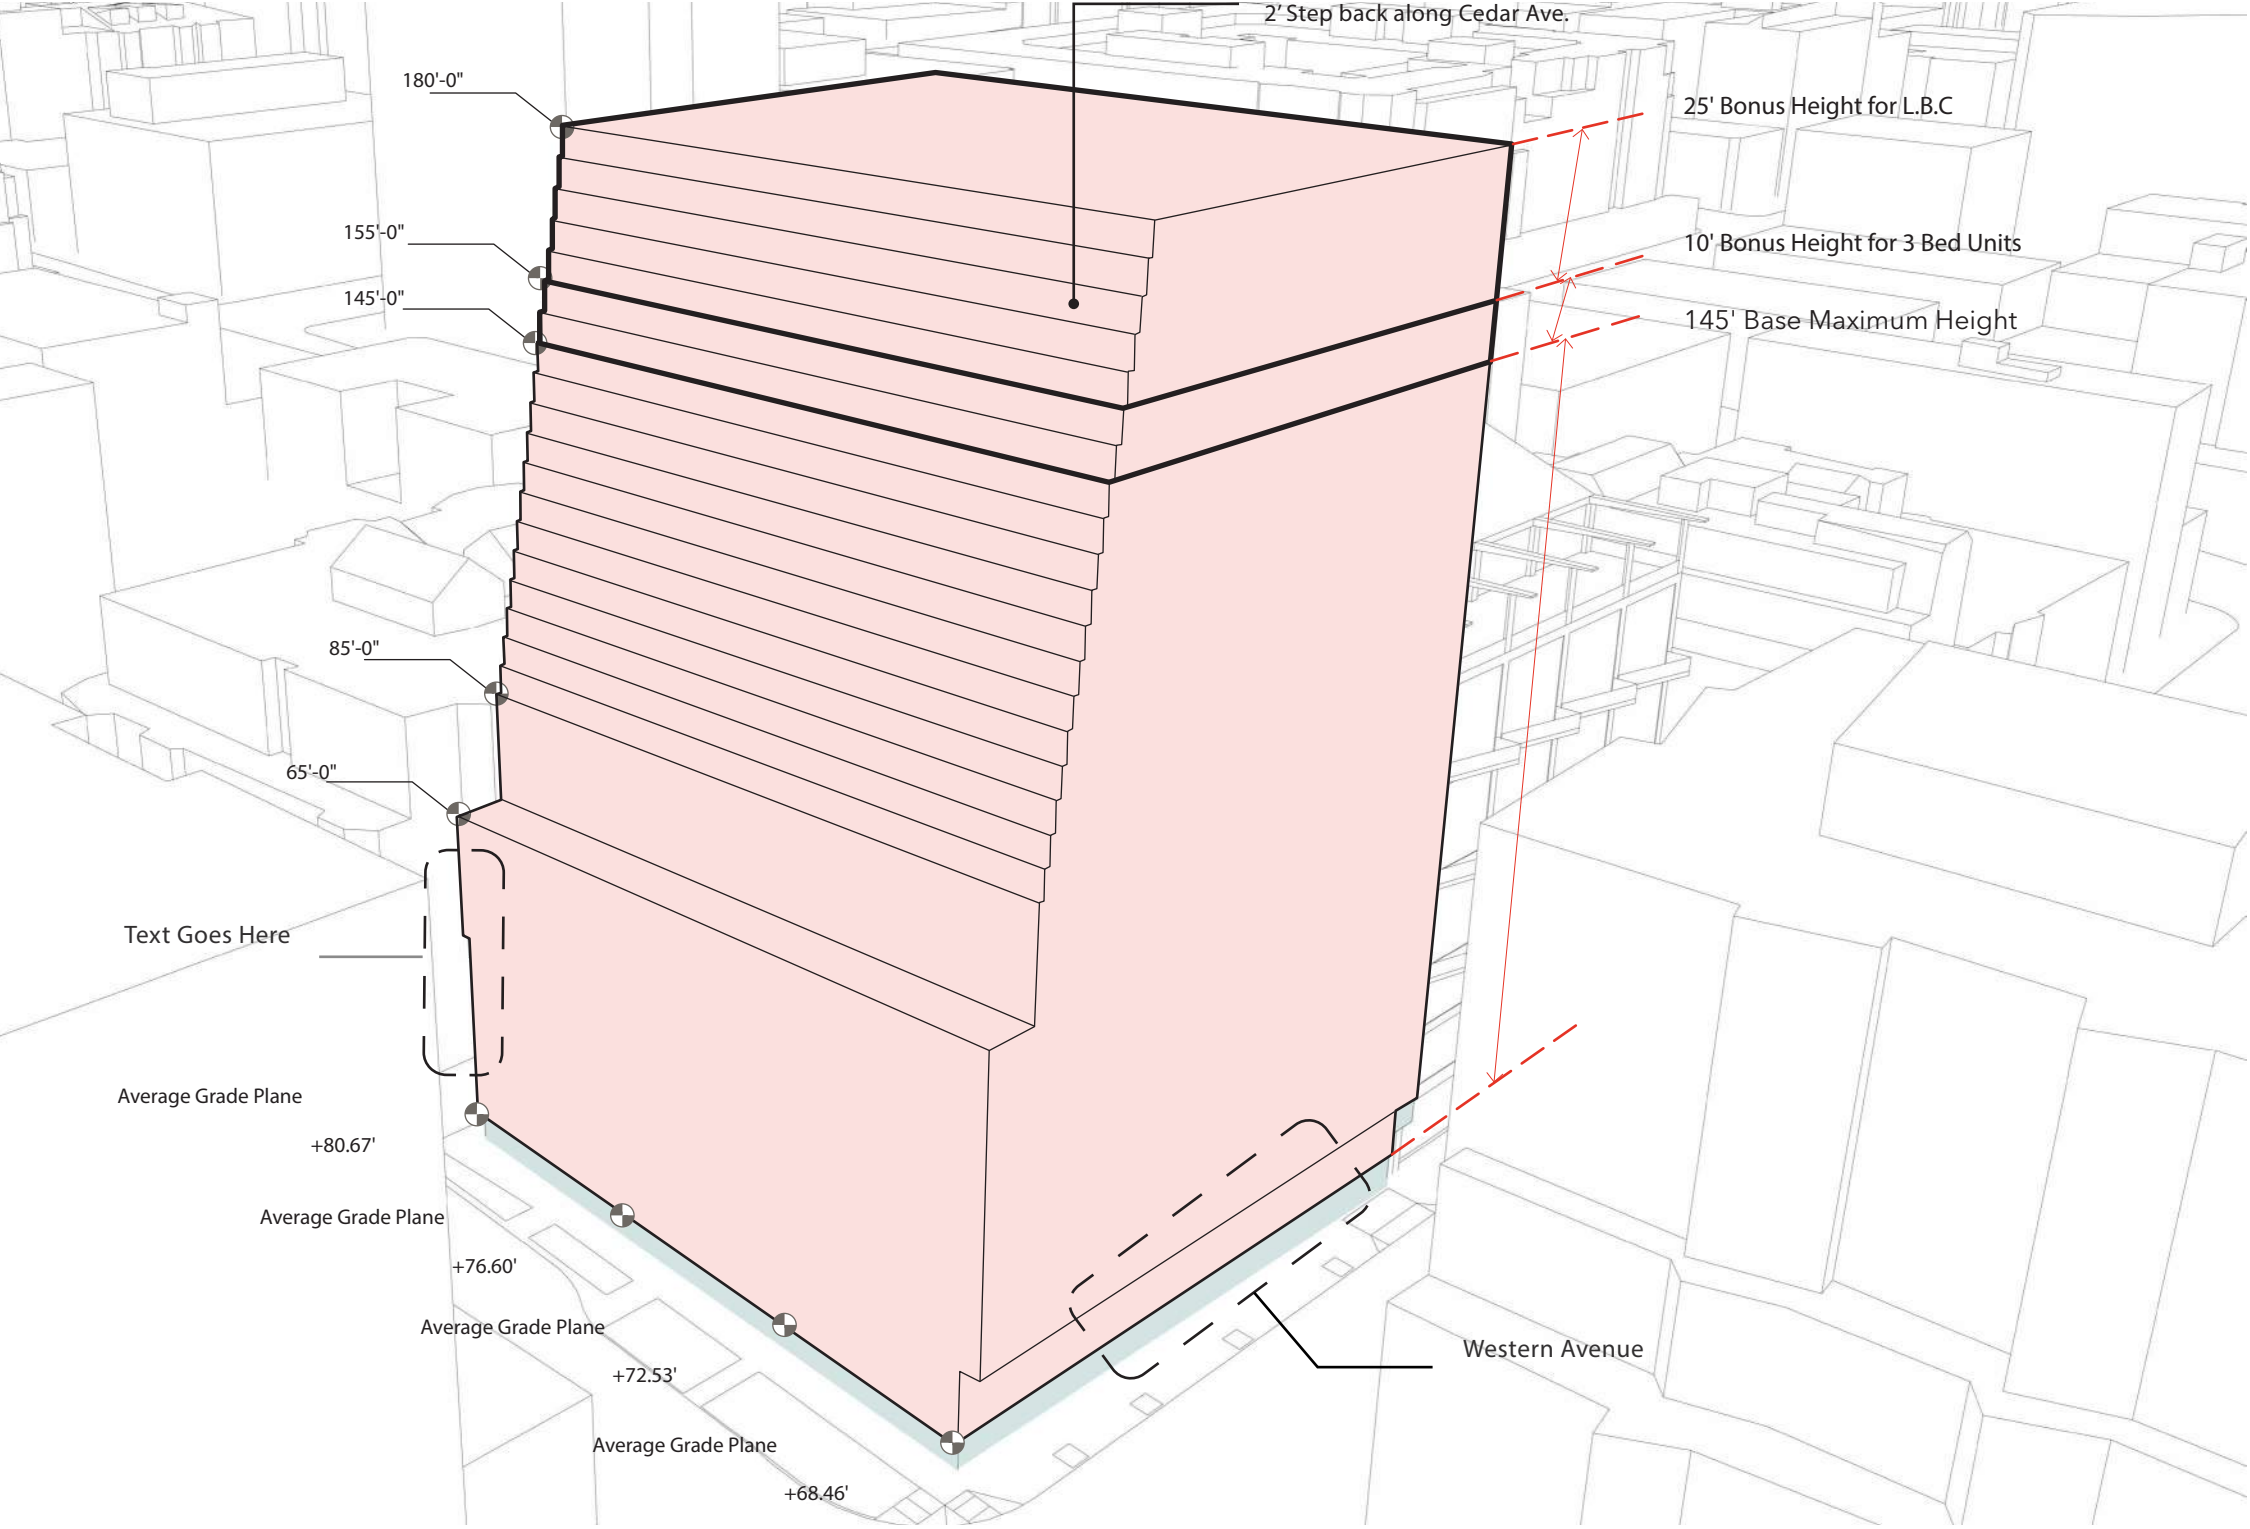 2' Step back along Cedar Ave.
180'-0"
25' Bonus Height for L.B.C
155'-0"
10' Bonus Height for 3 Bed Units
145'-0"
145' Base Maximum Height
85'-0"
65'-0"
Text Goes Here
Average Grade Plane
+80.67'
Average Grade Plane
+76.60'
Average Grade Plane
+72.53'
Western Avenue
Average Grade Plane
+68.46'